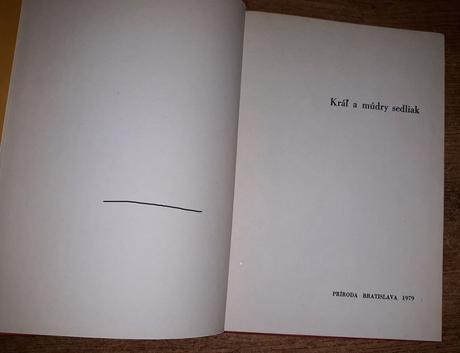 Kráľ a múdry sedliak
PRÍRODA BRATISLAVA 1979